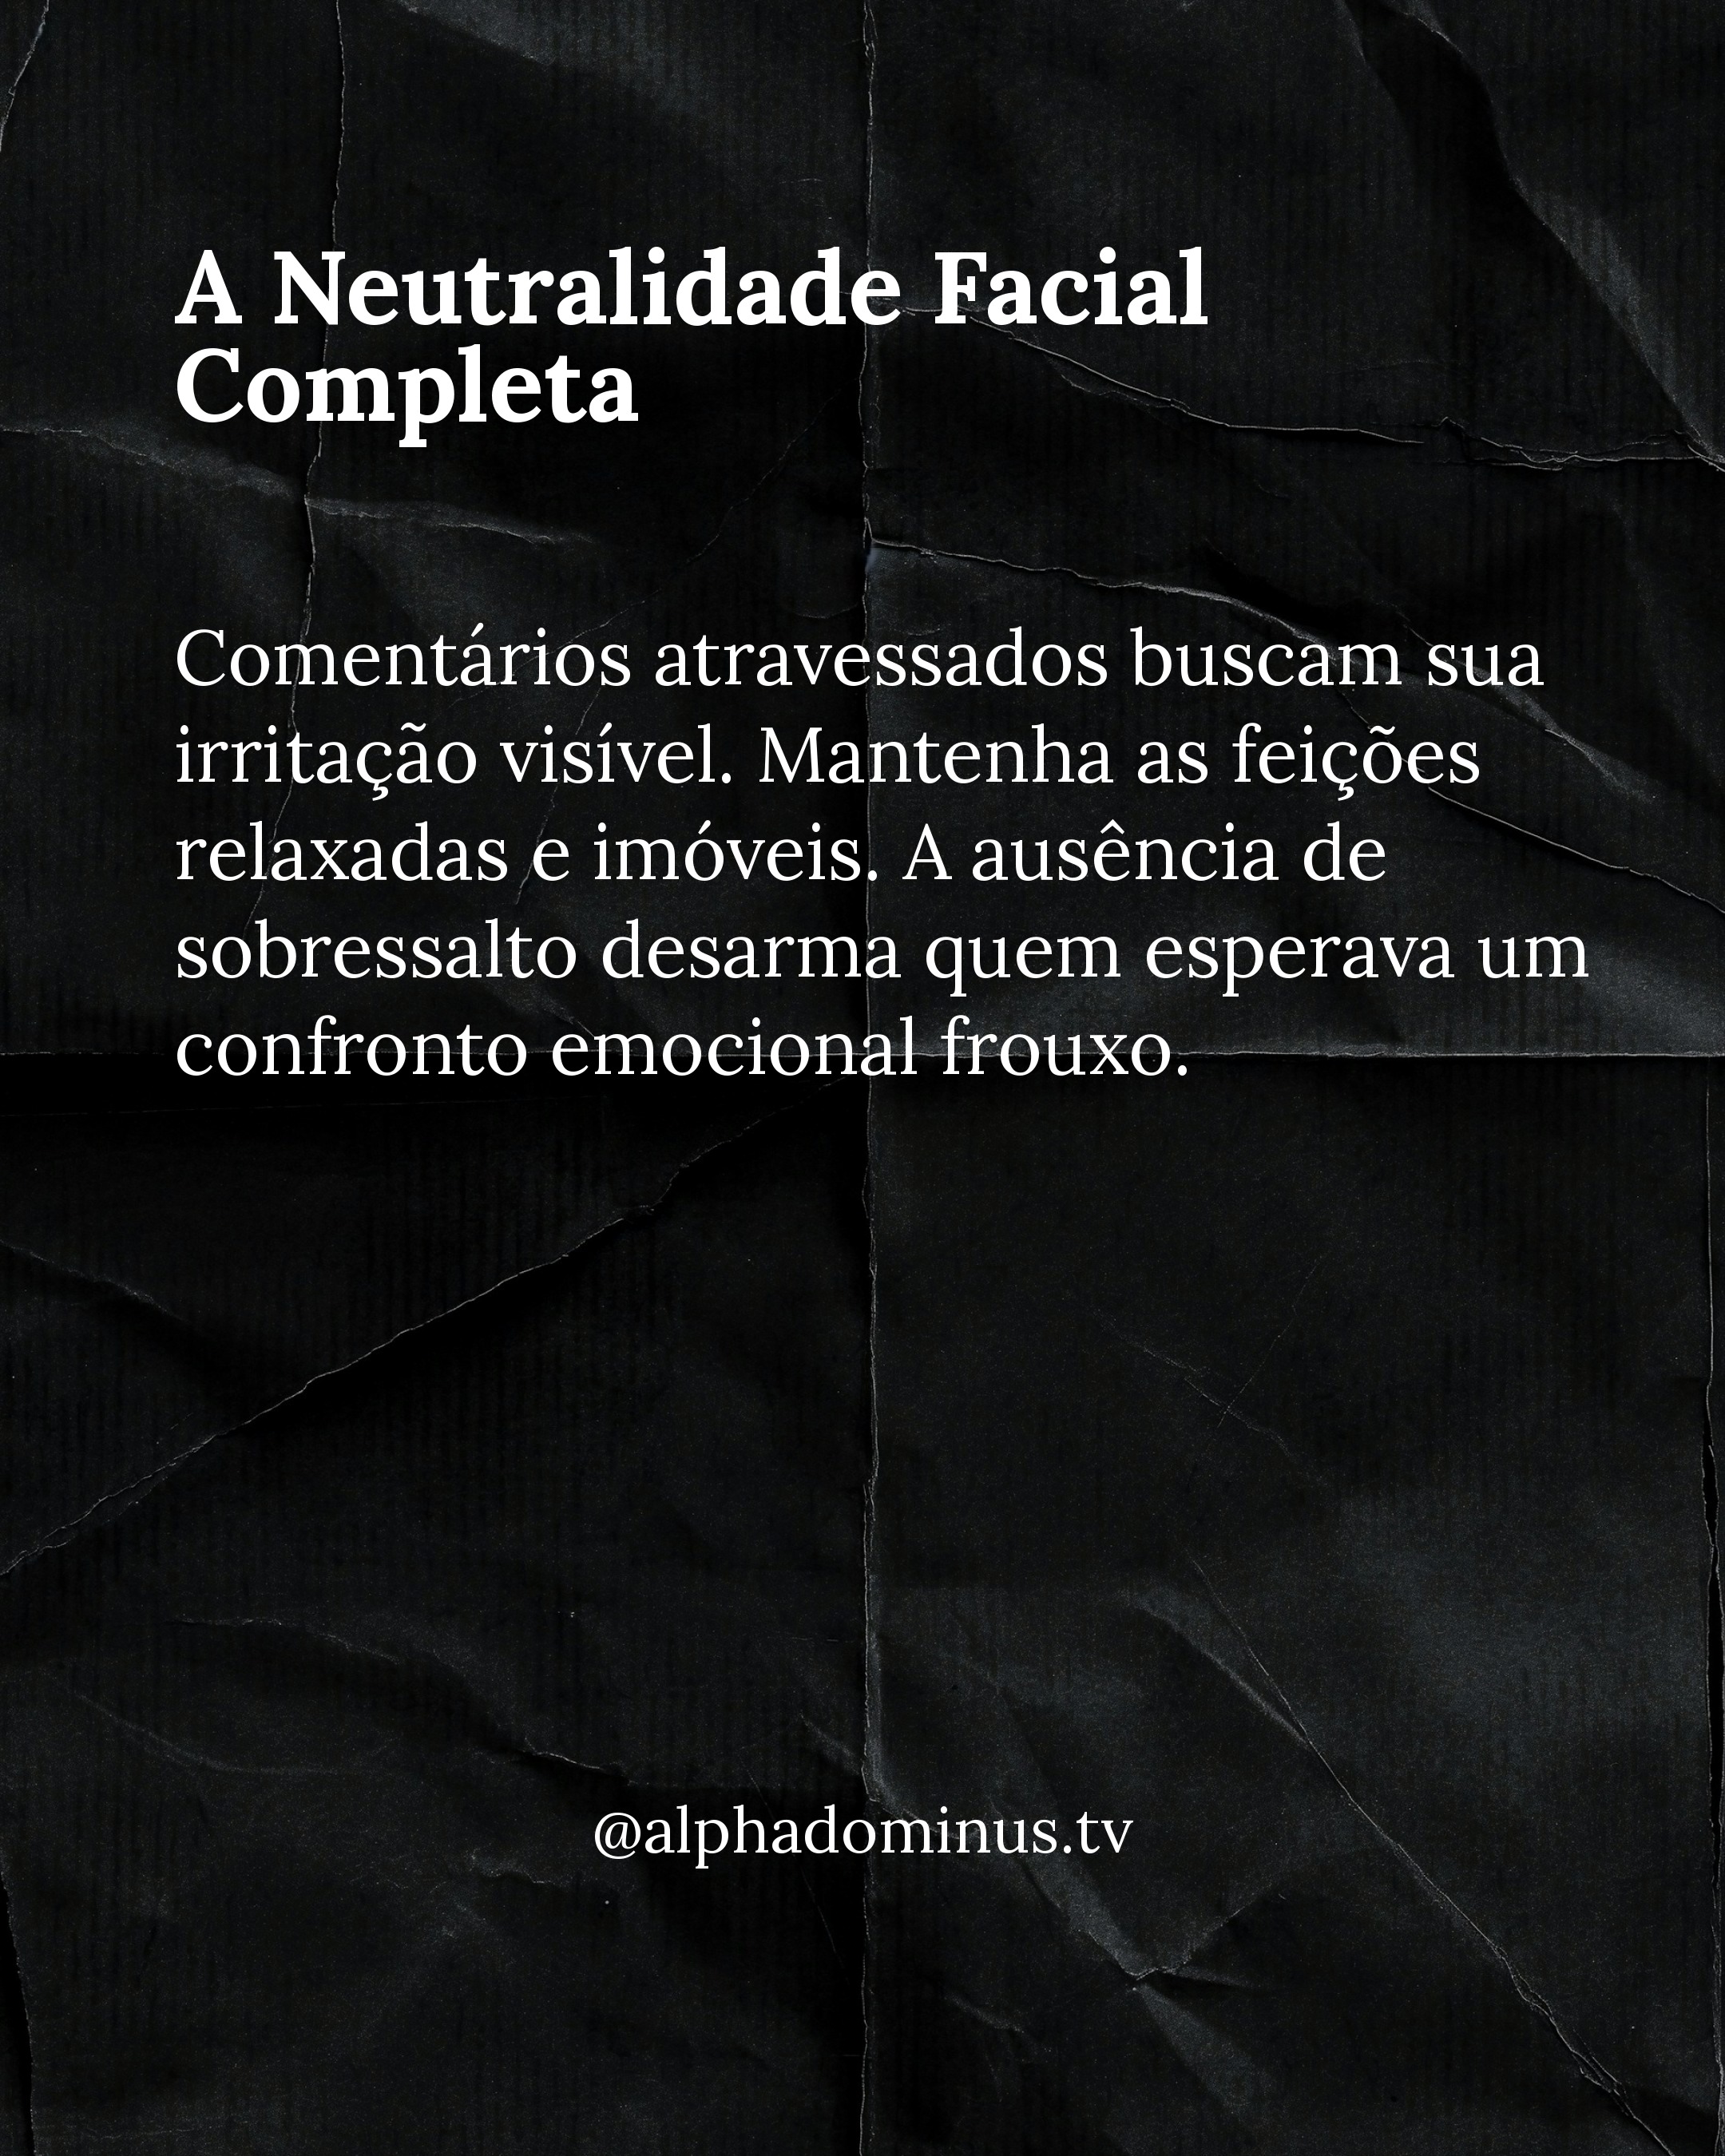 A Neutralidade Facial
Completa
Comentários atravessados buscam sua
irritação visível. Mantenha as feições
relaxadas e imóveis. A ausência de
sobressalto desarma quem esperava um
confronto emocional frouxo.
@alphadominus.tv